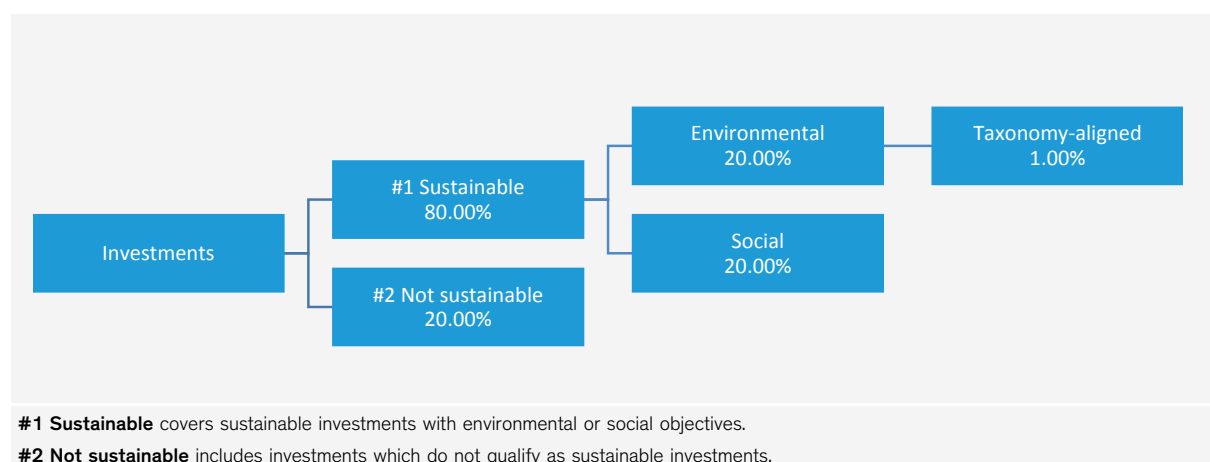 Environmental
20.00%
Taxonomy-aligned
1.00%
#1 Sustainable
80.00%
Investments
Social
20.00%
#2 Not sustainable
20.00%
#1 Sustainable covers sustainable investments with environmental or social objectives.
#2 Not sustainable includes investments which do not qualify as sustainable investments.